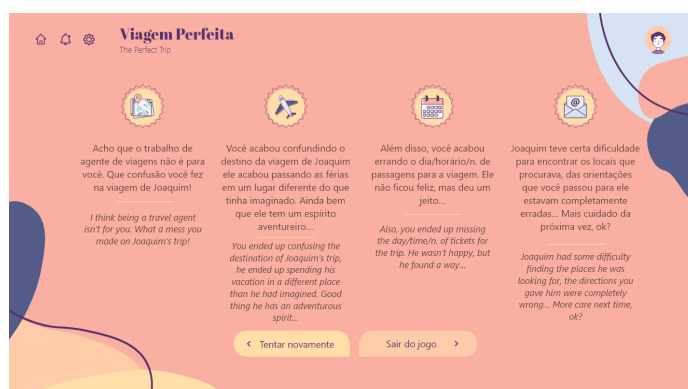 Viagem Perfeita
The Perfect Trip
Acho que o trabalho de
agente de viagens não é para
você. Que confusão você fez
na viagem de Joaquim!
I think being a travel agent
isn't for you. What a mess you
made on Joaquim's trip!
Você acabou confundindo o
destino da viagem de Joaquim
ele acabou passando as férias
em um lugar diferente do que
tinha imaginado. Ainda bem
que ele tem um espírito
aventureiro...
You ended up confusing the
destination of Joaquim's trip,
he ended up spending his
vacation in a different place
than he had imagined. Good
thing he has an adventurous
spirit...
Além disso, você acabou
errando o dia/horário/n. de
passagens para a viagem. Ele
não ficou feliz, mas deu um
jeito...
Also, you ended up missing
the day/time/n. of tickets for
the trip. He wasn't happy, but
he found a way...
Joaquim teve certa dificuldade
para encontrar os locais que
procurava, das orientações
que você passou para ele
estavam completamente
erradas... Mais cuidado da
próxima vez, ok?
Joaquim had some difficulty
finding the places he was
looking for, the directions you
gave him were completely
wrong... More care next time,
ok?
Tentar novamente
Sair do jogo